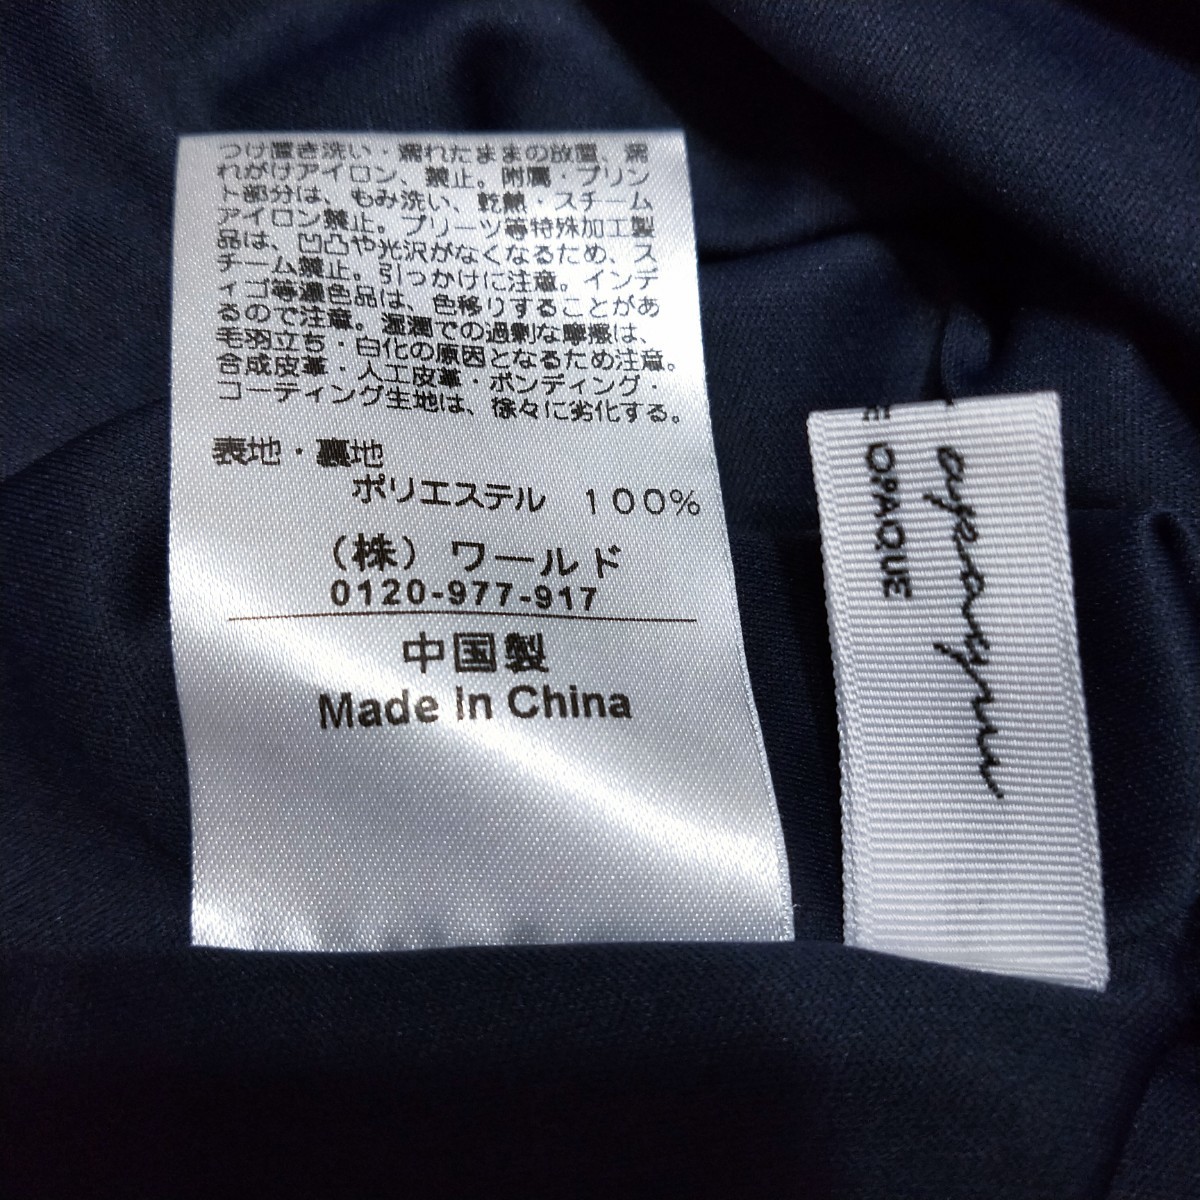 つけ置き洗い・濡れたままの放置、濡
れがけアイロン、禁止。附属・プリン
ト部分は、もみ洗い、乾熱・スチーム
アイロン禁止。プリーツ等特殊加工製
品は、凹凸や光沢がなくなるため、ス
チーム禁止。引っかけに注意。インデ
ィゴ等濃色品は、色移りすることがあ
るので注意。湿潤での過剰な摩擦は、
毛羽立ち・白化の原因となるため注意。
合成皮革・人工皮革・ボンディング・
コーティング生地は、徐々に劣化する。
表地・裏地
ポリエステル 100%
(株) ワールド
0120-977-917
中国製
Made In China
E OPAQUE